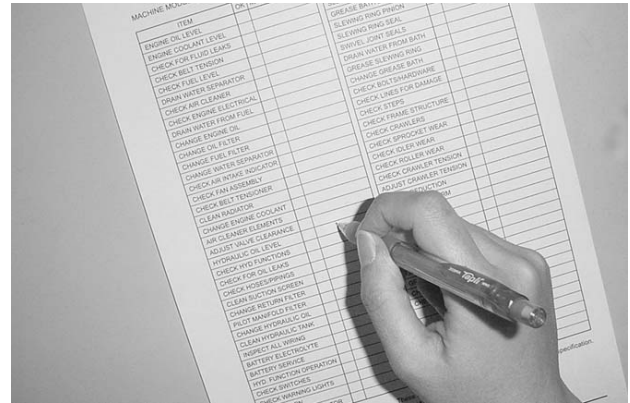 MACHINE MODEL
ITEM
OK
ENGINE OIL LEVEL
ENGINE COOLANT LEVEL
CHECK FOR FLUID LEAKS
CHECK BELT TENSION
CHECK FUEL LEVEL
DRAIN WATER SEPARATOR
CHECK AIR CLEANER
CHECK ENGINE ELECTRICAL
DRAIN WATER FROM FUEL
CHANGE ENGINE OIL
CHANGE OIL FILTER
CHANGE FUEL FILTER
CHANGE WATER SEPARATOR
CHECK AIR INTAKE INDICATOR
CHECK FAN ASSEMBLY
CHECK BELT TENSIONER
CLEAN RADIATOR
CHANGE ENGINE COOLANT
AIR CLEANER ELEMENTS
ADJUST VALVE CLEARANCE
HYDRAULIC OIL LEVEL
CHECK HYD FUNCTIONS
CHECK FOR OIL LEAKS
CHECK HOSES/PIPINGS
CLEAN SUCTION SCREEN
CHANGE RETURN FILTER
PILOT MANIFOLD FILTER
CHANGE HYDRAULIC OIL
CLEAN HYDRAULIC TANK
INSPECT ALL WIRING
BATTERY ELECTROLYTE
BATTERY SERVICE
HYD. FUNCTION OPERATION
CHECK SWITCHES
CHECK WARNING LIGHTS
GREASE BATH
SLEWING RING PINION
SLEWING RING SEAL
SWIVEL JOINT SEALS
DRAIN WATER FROM BATH
GREASE SLEWING RING
CHANGE GREASE BATH
CHECK BOLTS/HARDWARE
CHECK LINES FOR DAMAGE
CHECK STEPS
CHECK FRAME STRUCTURE
CHECK CRAWLERS
CHECK SPROCKET WEAR
CHECK IDLER WEAR
CHECK ROLLER WEAR
CHECK CRAWLER TENSION
ADJUST CRAWLER TENSION
These
specification.